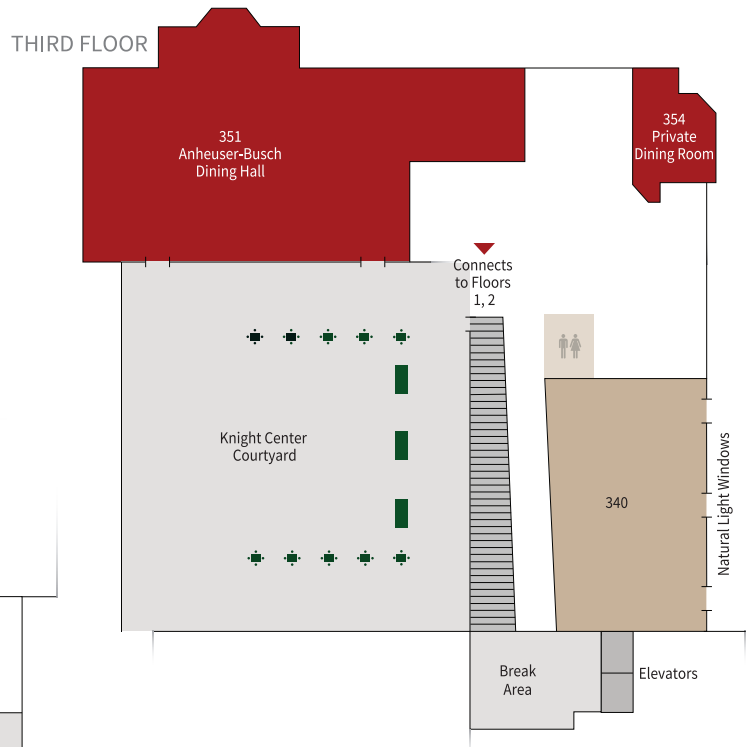 THIRD FLOOR
351
Anheuser-Busch
Dining Hall
354
Private
Dining Room
Connects
to Floors
1, 2
Knight Center
Courtyard
340
Natural Light Windows
Break
Area
Elevators